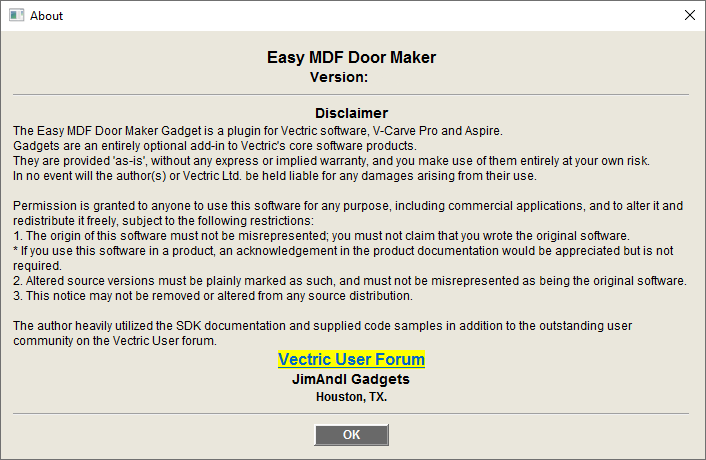 About
Easy MDF Door Maker
Version:
Disclaimer
The Easy MDF Door Maker Gadget is a plugin for Vectric software, V-Carve Pro and Aspire.
Gadgets are an entirely optional add-in to Vectric's core software products.
They are provided 'as-is', without any express or implied warranty, and you make use of them entirely at your own risk.
In no event will the author(s) or Vectric Ltd. be held liable for any damages arising from their use.
Permission is granted to anyone to use this software for any purpose, including commercial applications, and to alter it and
redistribute it freely, subject to the following restrictions:
1. The origin of this software must not be misrepresented; you must not claim that you wrote the original software.
* If you use this software in a product, an acknowledgement in the product documentation would be appreciated but is not
required.
2. Altered source versions must be plainly marked as such, and must not be misrepresented as being the original software.
3. This notice may not be removed or altered from any source distribution.
The author heavily utilized the SDK documentation and supplied code samples in addition to the outstanding user
community on the Vectric User forum.
Vectric User Forum
JimAndI Gadgets
Houston, TX.
OK